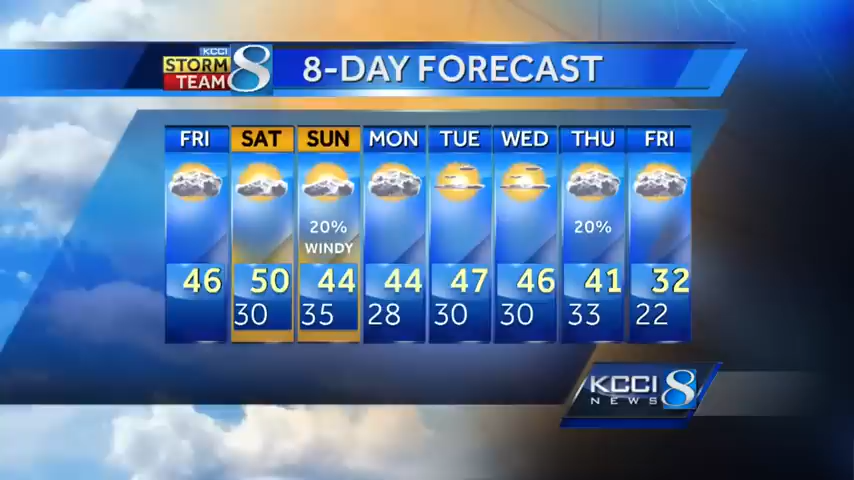 KCCI
STORM
TEAM 8
8-DAY FORECAST
FRI SAT SUN MON TUE WED THU FRI
20% 20%
WINDY
46 50 44 44 47 46 41 32
30 35 28 30 30 33 22
KCCI 8
NEWS